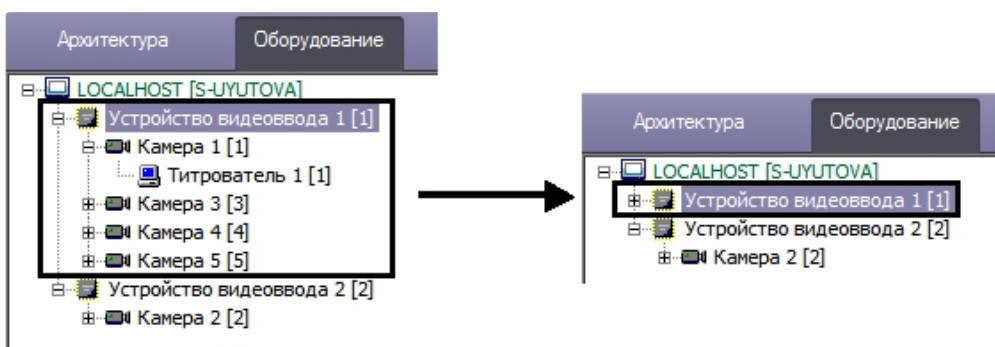 Архитектура Оборудование
LOCALHOST [S-UYUTOVA]
Устройство видеоввода 1 [1]
Камера 1 [1]
Титрователь 1 [1]
Камера 3 [3]
Камера 4 [4]
Камера 5 [5]
Устройство видеоввода 2 [2]
Камера 2 [2]
Архитектура Оборудование
LOCALHOST [S-UYUTOVA]
Устройство видеоввода 1 [1]
Устройство видеоввода 2 [2]
Камера 2 [2]